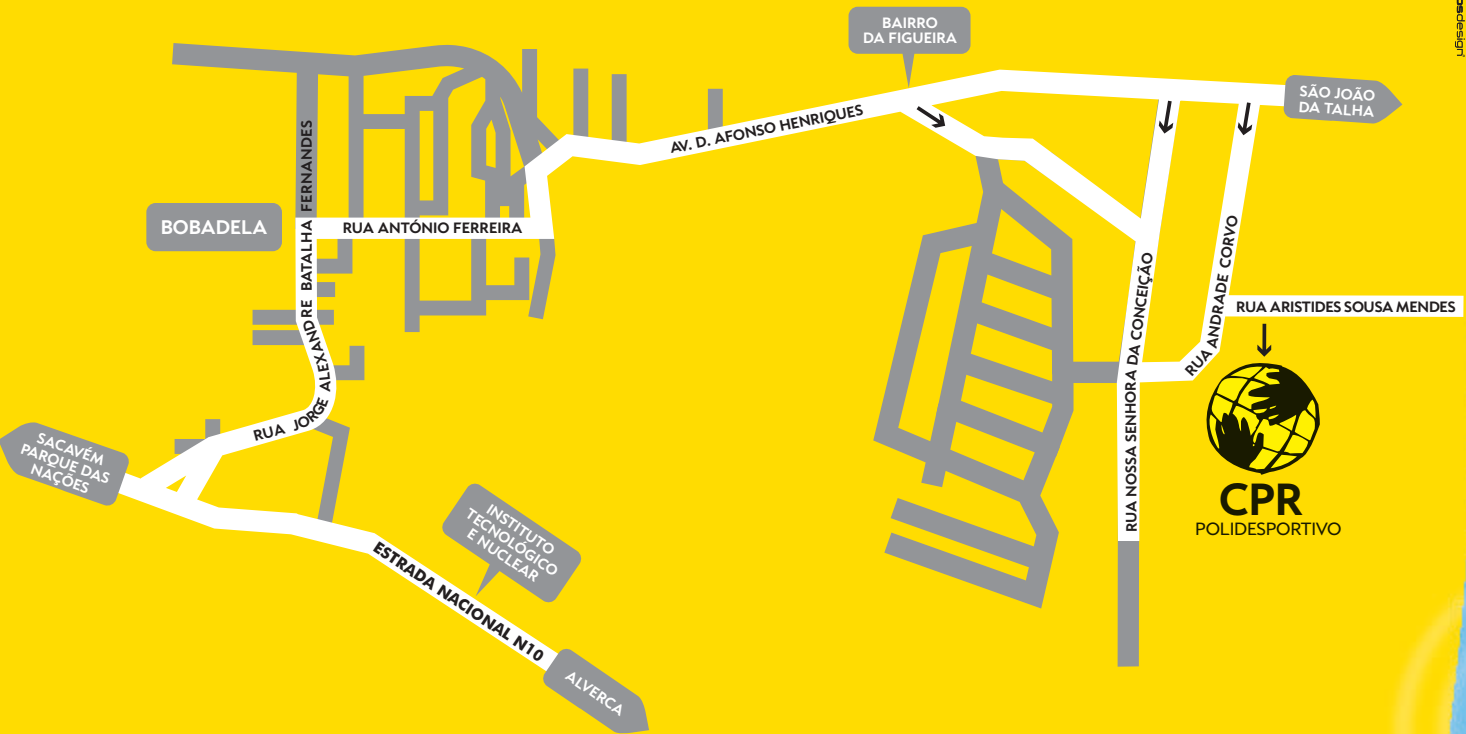 BAIRRO
DA FIGUEIRA
SÃO JOÃO
DA TALHA
AV. D. AFONSO HENRIQUES
BOBADELA
RUA ANTÓNIO FERREIRA
RUA JORGE ALEXANDRE BATALHA FERNANDES
RUA NOSSA SENHORA DA CONCEIÇÃO
RUA ANDRADE CORVO
RUA ARISTIDES SOUSA MENDES
CPR
POLIDESPORTIVO
SACAVÉM
PARQUE DAS
NAÇÕES
INSTITUTO
TECNOLÓGICO
E NUCLEAR
ESTRADA NACIONAL N10
ALVERCA